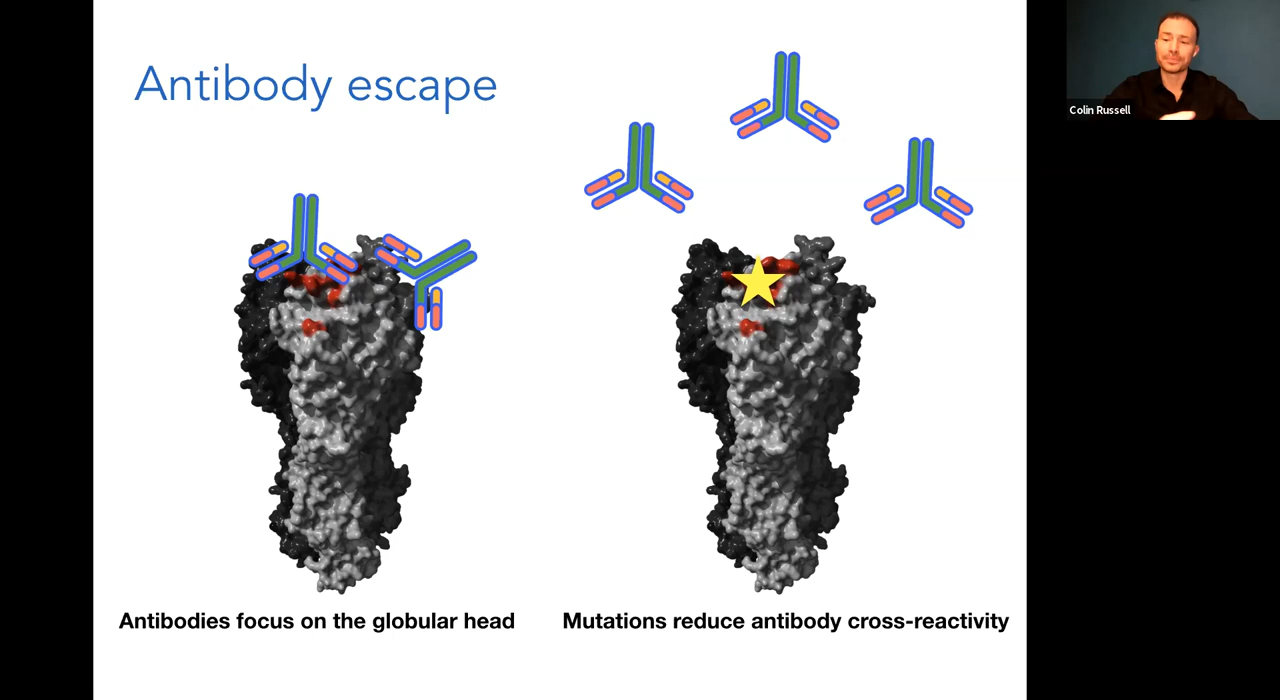 Antibody escape
Colin Russell
Antibodies focus on the globular head
Mutations reduce antibody cross-reactivity